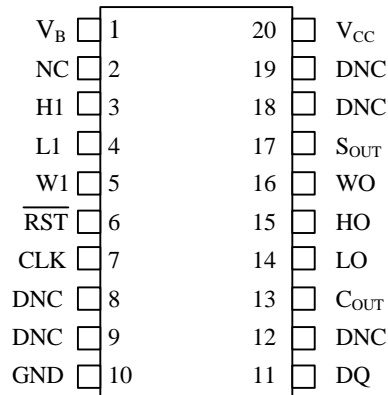 V_B 1 20 V_CC
NC 2 19 DNC
H1 3 18 DNC
L1 4 17 S_OUT
W1 5 16 WO
R̅S̅T̅ 6 15 HO
CLK 7 14 LO
DNC 8 13 C_OUT
DNC 9 12 DNC
GND 10 11 DQ